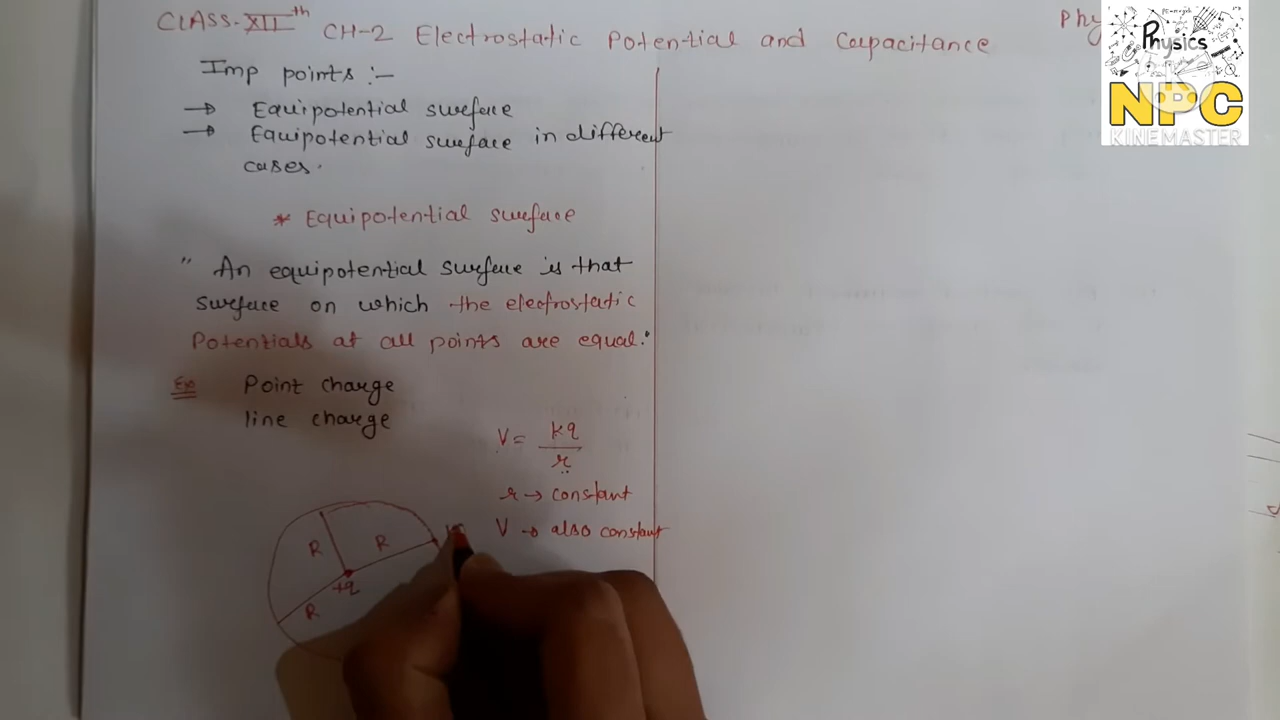 CLASS-XIIth CH-2 Electrostatic Potential and Capacitance
Phy
Physics
NPC
KINEMASTER
Imp points :-
→ Equipotential surface
→ Equipotential surface in different
cases.
* Equipotential surface
" An equipotential surface is that
surface on which the electrostatic
Potentials at all points are equal."
Ex Point charge
line charge
V = kq
r
r → constant
V → also constant
R
R
+q
R